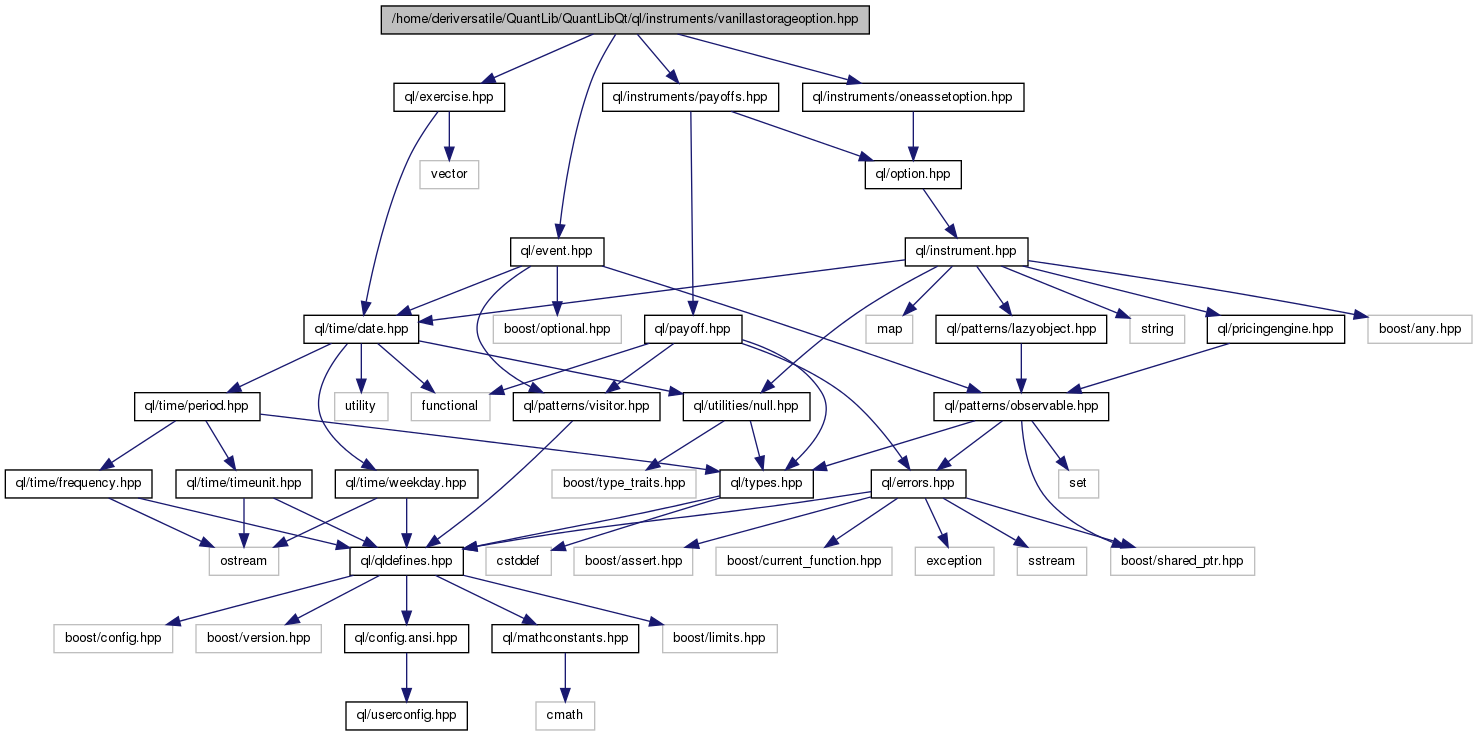 /home/deriversatile/QuantLib/QuantLibQt/ql/instruments/vanillastorageoption.hpp
ql/exercise.hpp
ql/instruments/payoffs.hpp
ql/instruments/oneassetoption.hpp
vector
ql/option.hpp
ql/event.hpp
ql/instrument.hpp
ql/time/date.hpp
boost/optional.hpp
ql/payoff.hpp
map
ql/patterns/lazyobject.hpp
string
ql/pricingengine.hpp
boost/any.hpp
ql/time/period.hpp
utility
functional
ql/patterns/visitor.hpp
ql/utilities/null.hpp
ql/patterns/observable.hpp
ql/time/frequency.hpp
ql/time/timeunit.hpp
ql/time/weekday.hpp
boost/type_traits.hpp
ql/types.hpp
ql/errors.hpp
set
ostream
ql/qldefines.hpp
cstddef
boost/assert.hpp
boost/current_function.hpp
exception
sstream
boost/shared_ptr.hpp
boost/config.hpp
boost/version.hpp
ql/config.ansi.hpp
ql/mathconstants.hpp
boost/limits.hpp
ql/userconfig.hpp
cmath